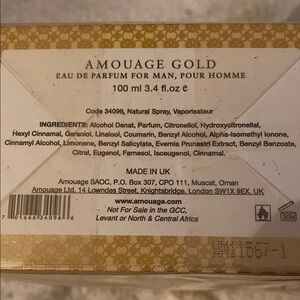 AMOUAGE GOLD
EAU DE PARFUM FOR MAN, POUR HOMME
100 ml 3.4 fl.oz e
Code 34096, Natural Spray, Vaporisateur
INGREDIENTS: Alcohol Denat, Parfum, Citronellol, Hydroxycitronellal,
Hexyl Cinnamal, Geraniol, Linalool, Coumarin, Benzyl Alcohol, Alpha-Isomethyl Ionone,
Cinnamyl Alcohol, Limonene, Benzyl Salicylate, Evernia Prunastri Extract, Benzyl Benzoate,
Citral, Eugenol, Farnesol, Isoeugenol, Cinnamal.
MADE IN UK
Amouage SAOC, P.O. Box 307, CPO 111, Muscat, Oman
Amouage Ltd, 14 Lowndes Street, Knightsbridge, London SW1X 9EX, UK
www.amouage.com
Not For Sale in the GCC,
Levant or North & Central Africa
30M
WM11867-1